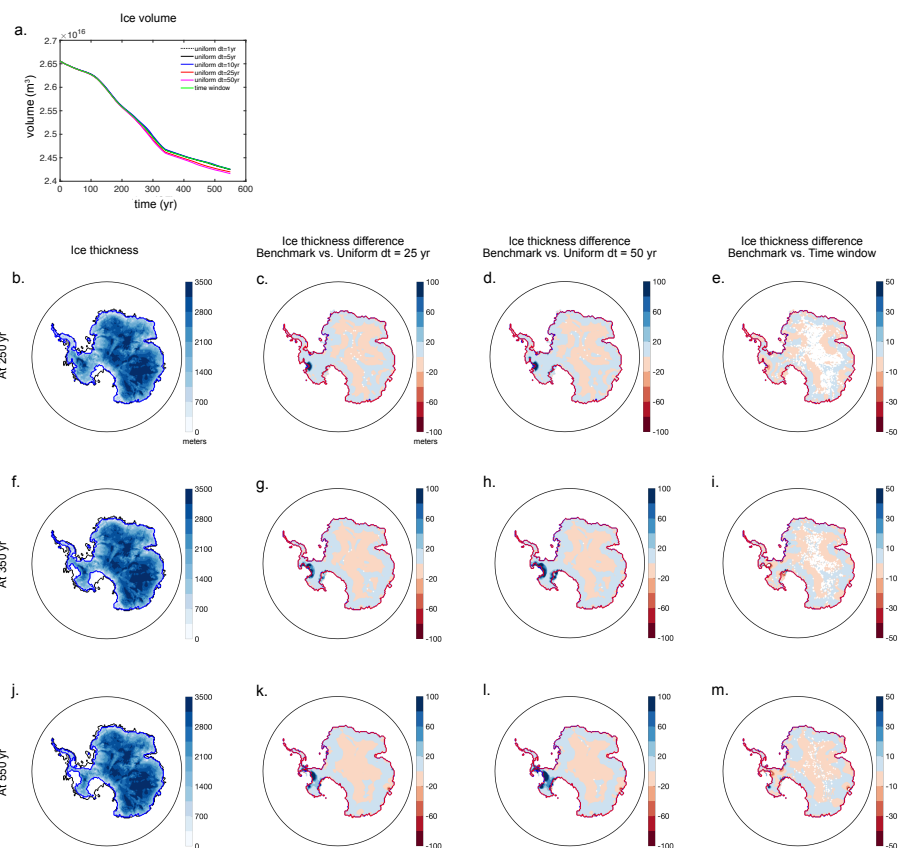 Ice volume
a.
×10¹⁶
2.7
2.65
2.6
2.55
2.5
2.45
2.4
volume (m³)
0 100 200 300 400 500 600
time (yr)
uniform dt=1yr
uniform dt=5yr
uniform dt=10yr
uniform dt=25yr
uniform dt=50yr
time window
Ice thickness
Ice thickness difference
Benchmark vs. Uniform dt = 25 yr
Ice thickness difference
Benchmark vs. Uniform dt = 50 yr
Ice thickness difference
Benchmark vs. Time window
At 250 yr
b.
3500
2800
2100
1400
700
0
meters
c.
100
60
20
-20
-60
-100
meters
d.
100
60
20
-20
-60
-100
e.
50
30
10
-10
-30
-50
At 350 yr
f.
3500
2800
2100
1400
700
0
g.
100
60
20
-20
-60
-100
h.
100
60
20
-20
-60
-100
i.
50
30
10
-10
-30
-50
At 550 yr
j.
3500
2800
2100
1400
700
0
k.
100
60
20
-20
-60
-100
l.
100
60
20
-20
-60
-100
m.
50
30
10
-10
-30
-50